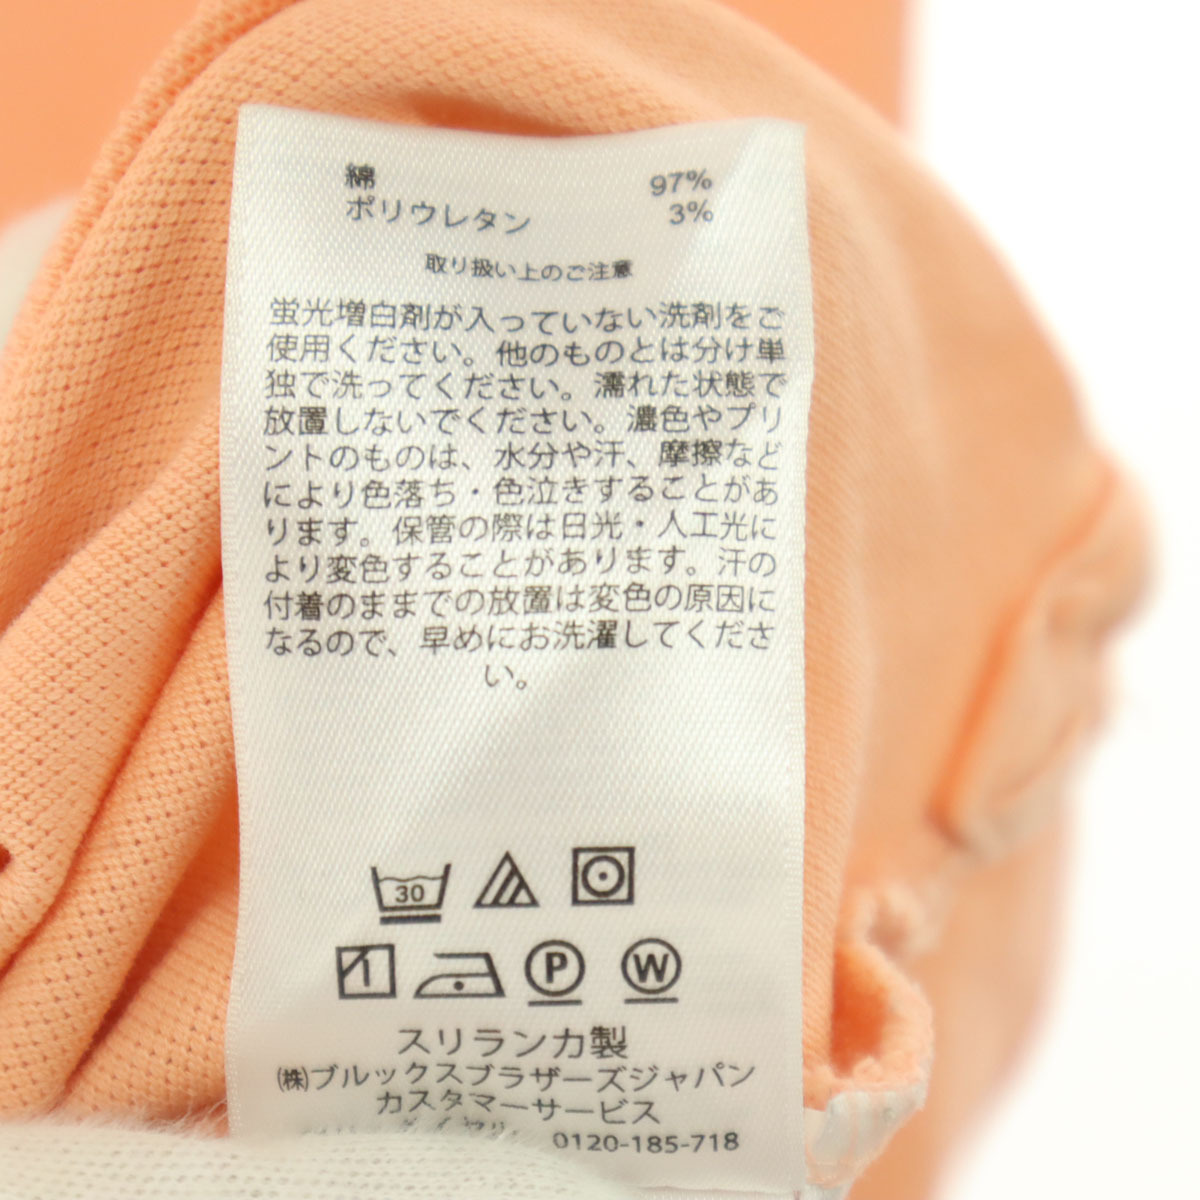 綿 97%
ポリウレタン 3%
取り扱い上のご注意
蛍光増白剤が入っていない洗剤をご
使用ください。他のものとは分け単
独で洗ってください。濡れた状態で
放置しないでください。濃色やプリ
ントのものは、水分や汗、摩擦など
により色落ち・色泣きすることがあ
ります。保管の際は日光・人工光に
より変色することがあります。汗の
付着のままでの放置は変色の原因に
なるので、早めにお洗濯してくださ
い。
30
P W
スリランカ製
㈱ブルックスブラザーズジャパン
カスタマーサービス
0120-185-718